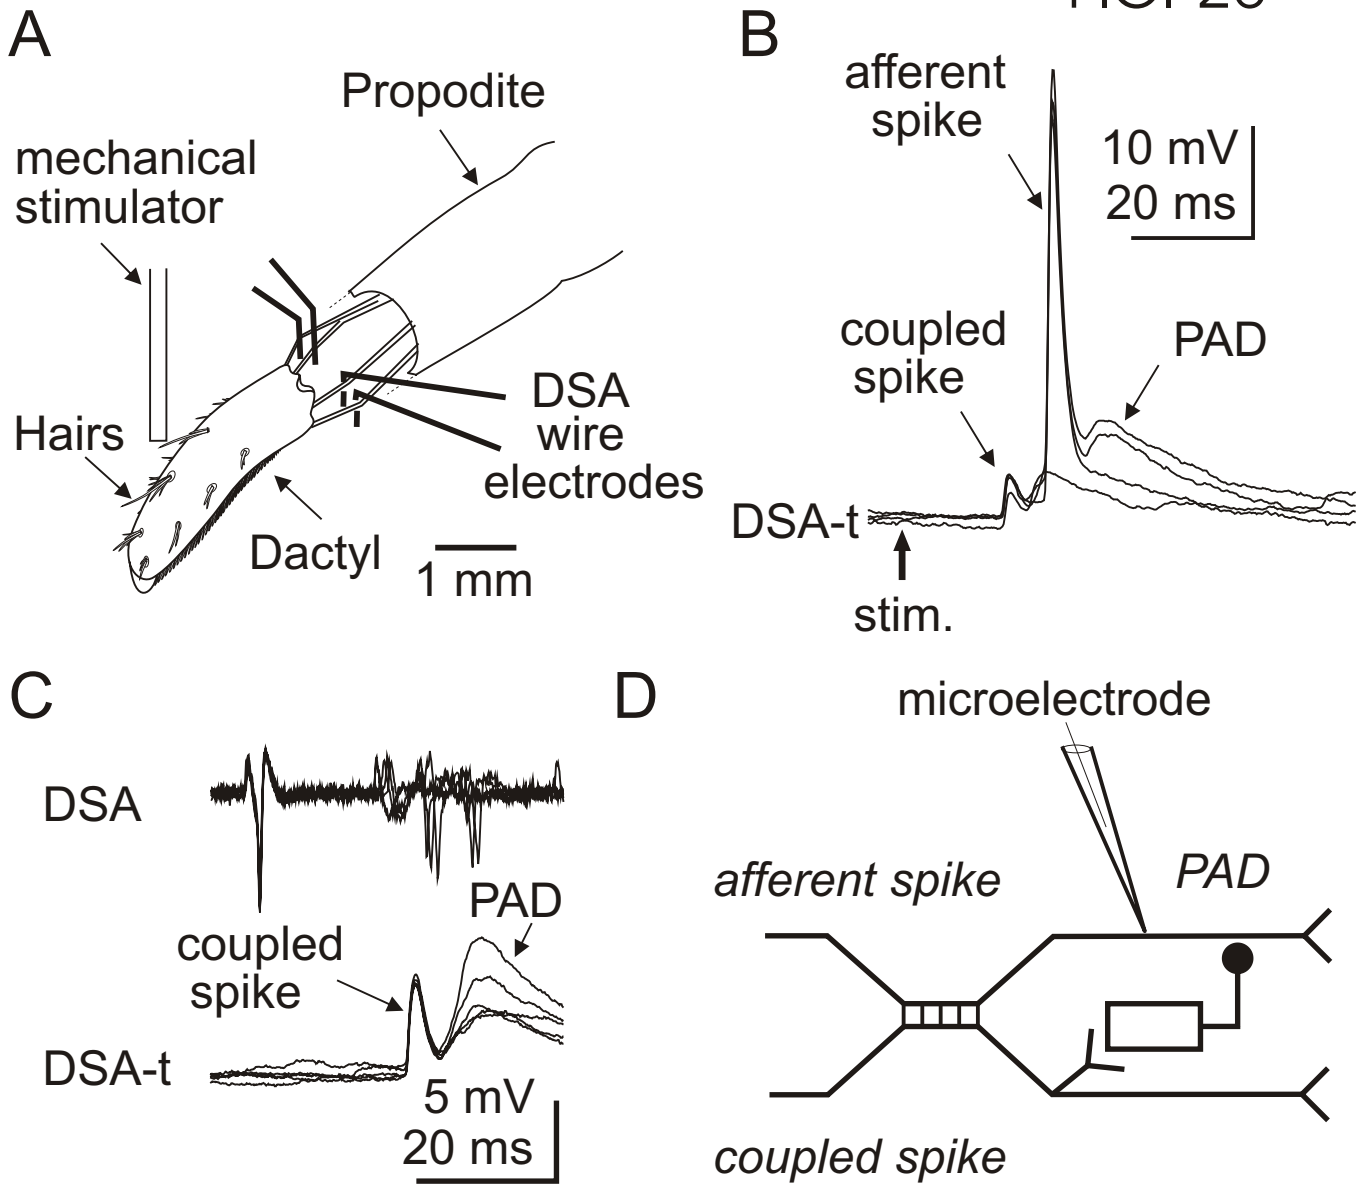 A
Propodite
mechanical
stimulator
Hairs
DSA
wire
electrodes
Dactyl
1 mm
B
afferent
spike
10 mV
20 ms
coupled
spike
PAD
DSA-t
stim.
C
DSA
PAD
coupled
spike
DSA-t
5 mV
20 ms
D
microelectrode
afferent spike
PAD
coupled spike